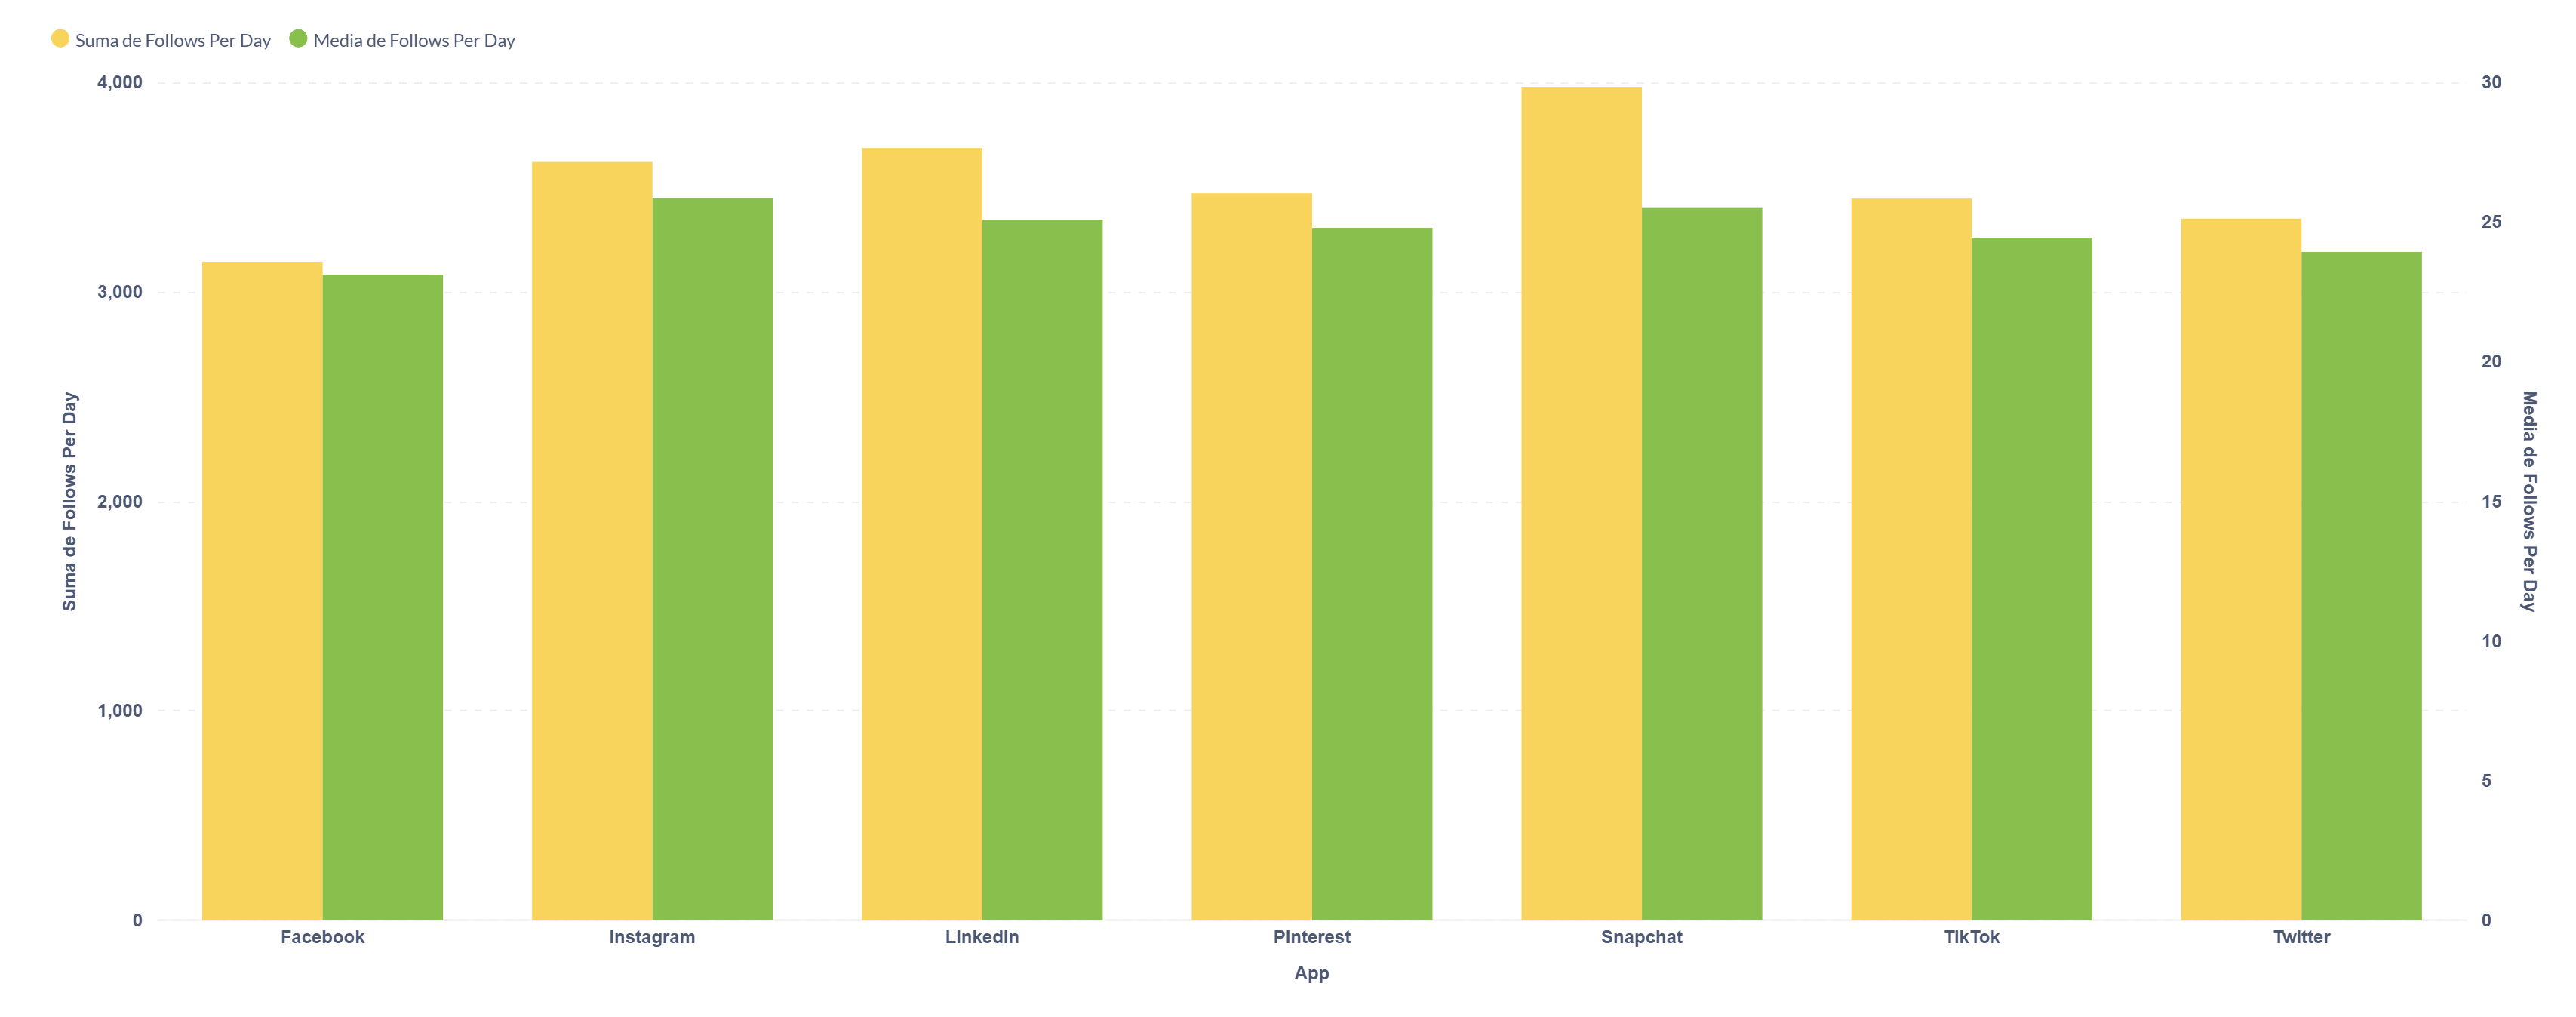 Suma de Follows Per Day Media de Follows Per Day
4,000
3,000
2,000
1,000
0
Suma de Follows Per Day
30
25
20
15
10
5
0
Media de Follows Per Day
Facebook Instagram LinkedIn Pinterest Snapchat TikTok Twitter
App